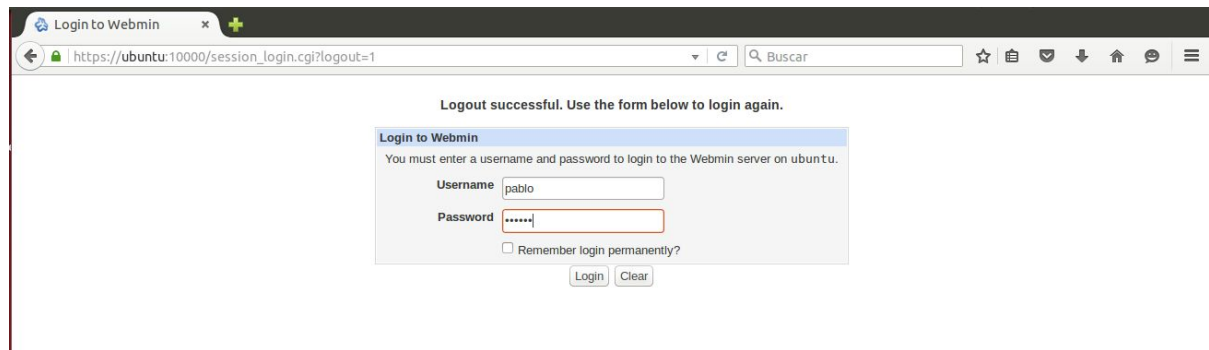 Login to Webmin
https://ubuntu:10000/session_login.cgi?logout=1
Buscar
Logout successful. Use the form below to login again.
Login to Webmin
You must enter a username and password to login to the Webmin server on ubuntu.
Username pablo
Password ••••••
Remember login permanently?
Login Clear